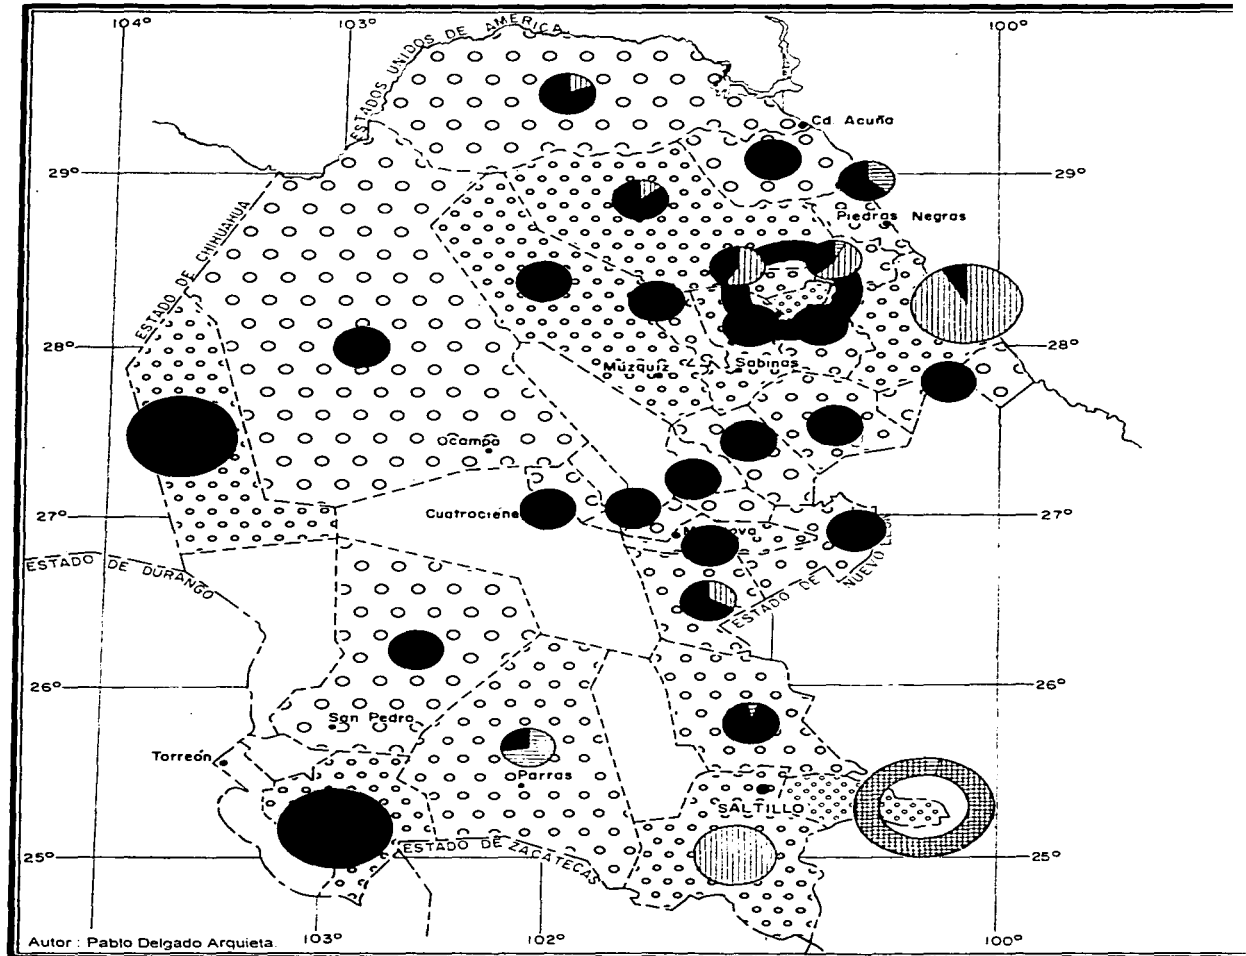 104° 103° 100°
ESTADOS UNIDOS DE AMERICA.
Cd. Acuña
29° 29°
Piedras Negras
ESTADO DE CHIHUAHUA
28° 28°
Múzquiz
Sabinas
Ocampo
27° 27°
Cuatrociene
ESTADO DE NUEVO
ESTADO DE DURANGO
26° 26°
San Pedro
Torreón
Parras
SALTILLO
25° 25°
ESTADO DE ZACATECAS
103° 102° 100°
Autor : Pablo Delgado Arquieta.